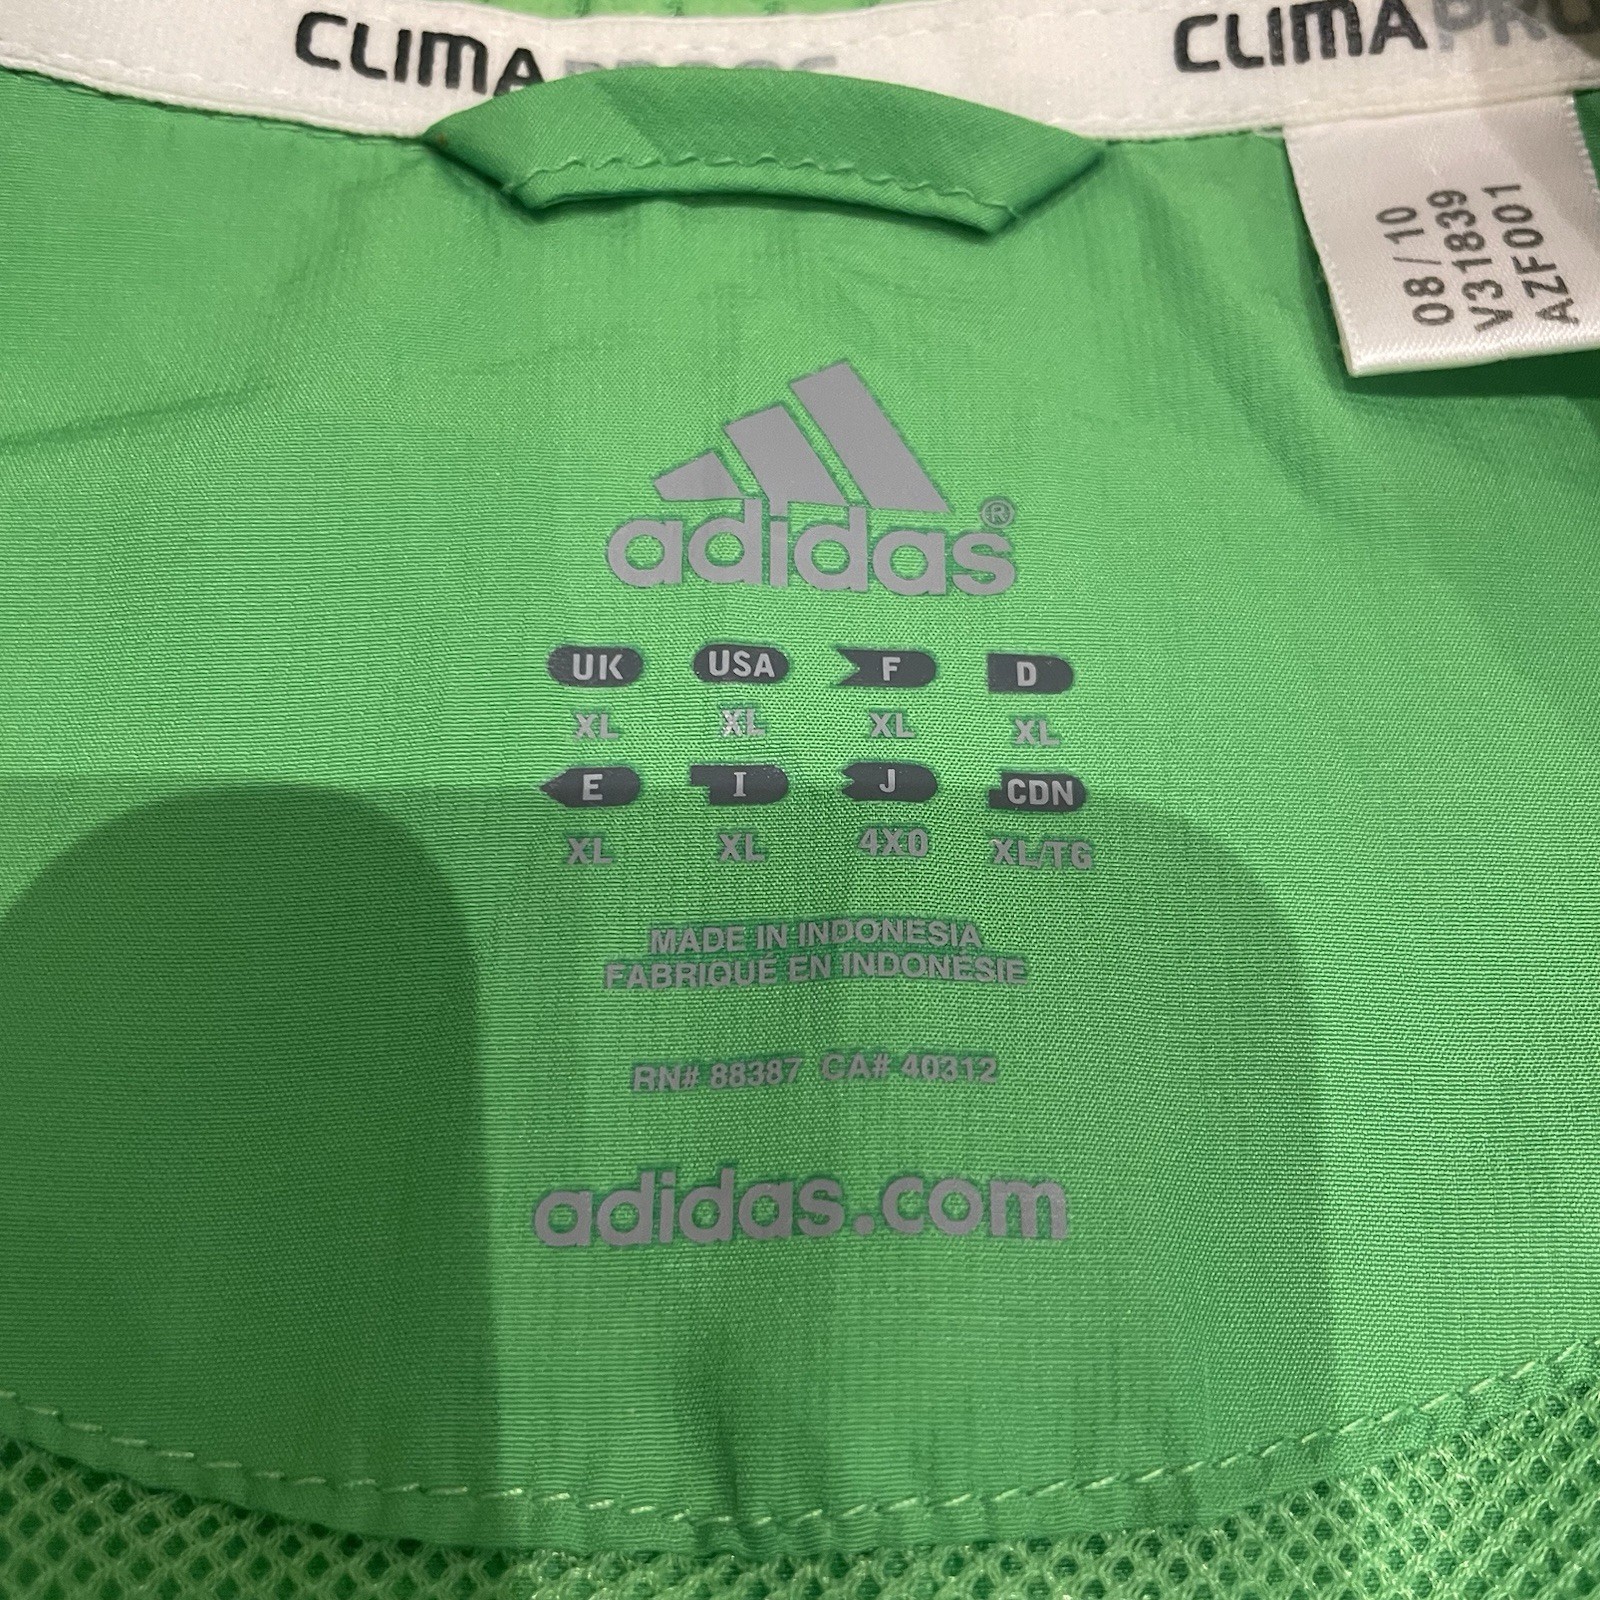 CLIMA
CLIMAPRO
08/10
V31839
AZF001
adidas®
UK USA F D
XL XL XL XL
E I J CDN
XL XL 4XO XL/TG
MADE IN INDONESIA
FABRIQUÉ EN INDONÉSIE
RN# 88387 CA# 40312
adidas.com